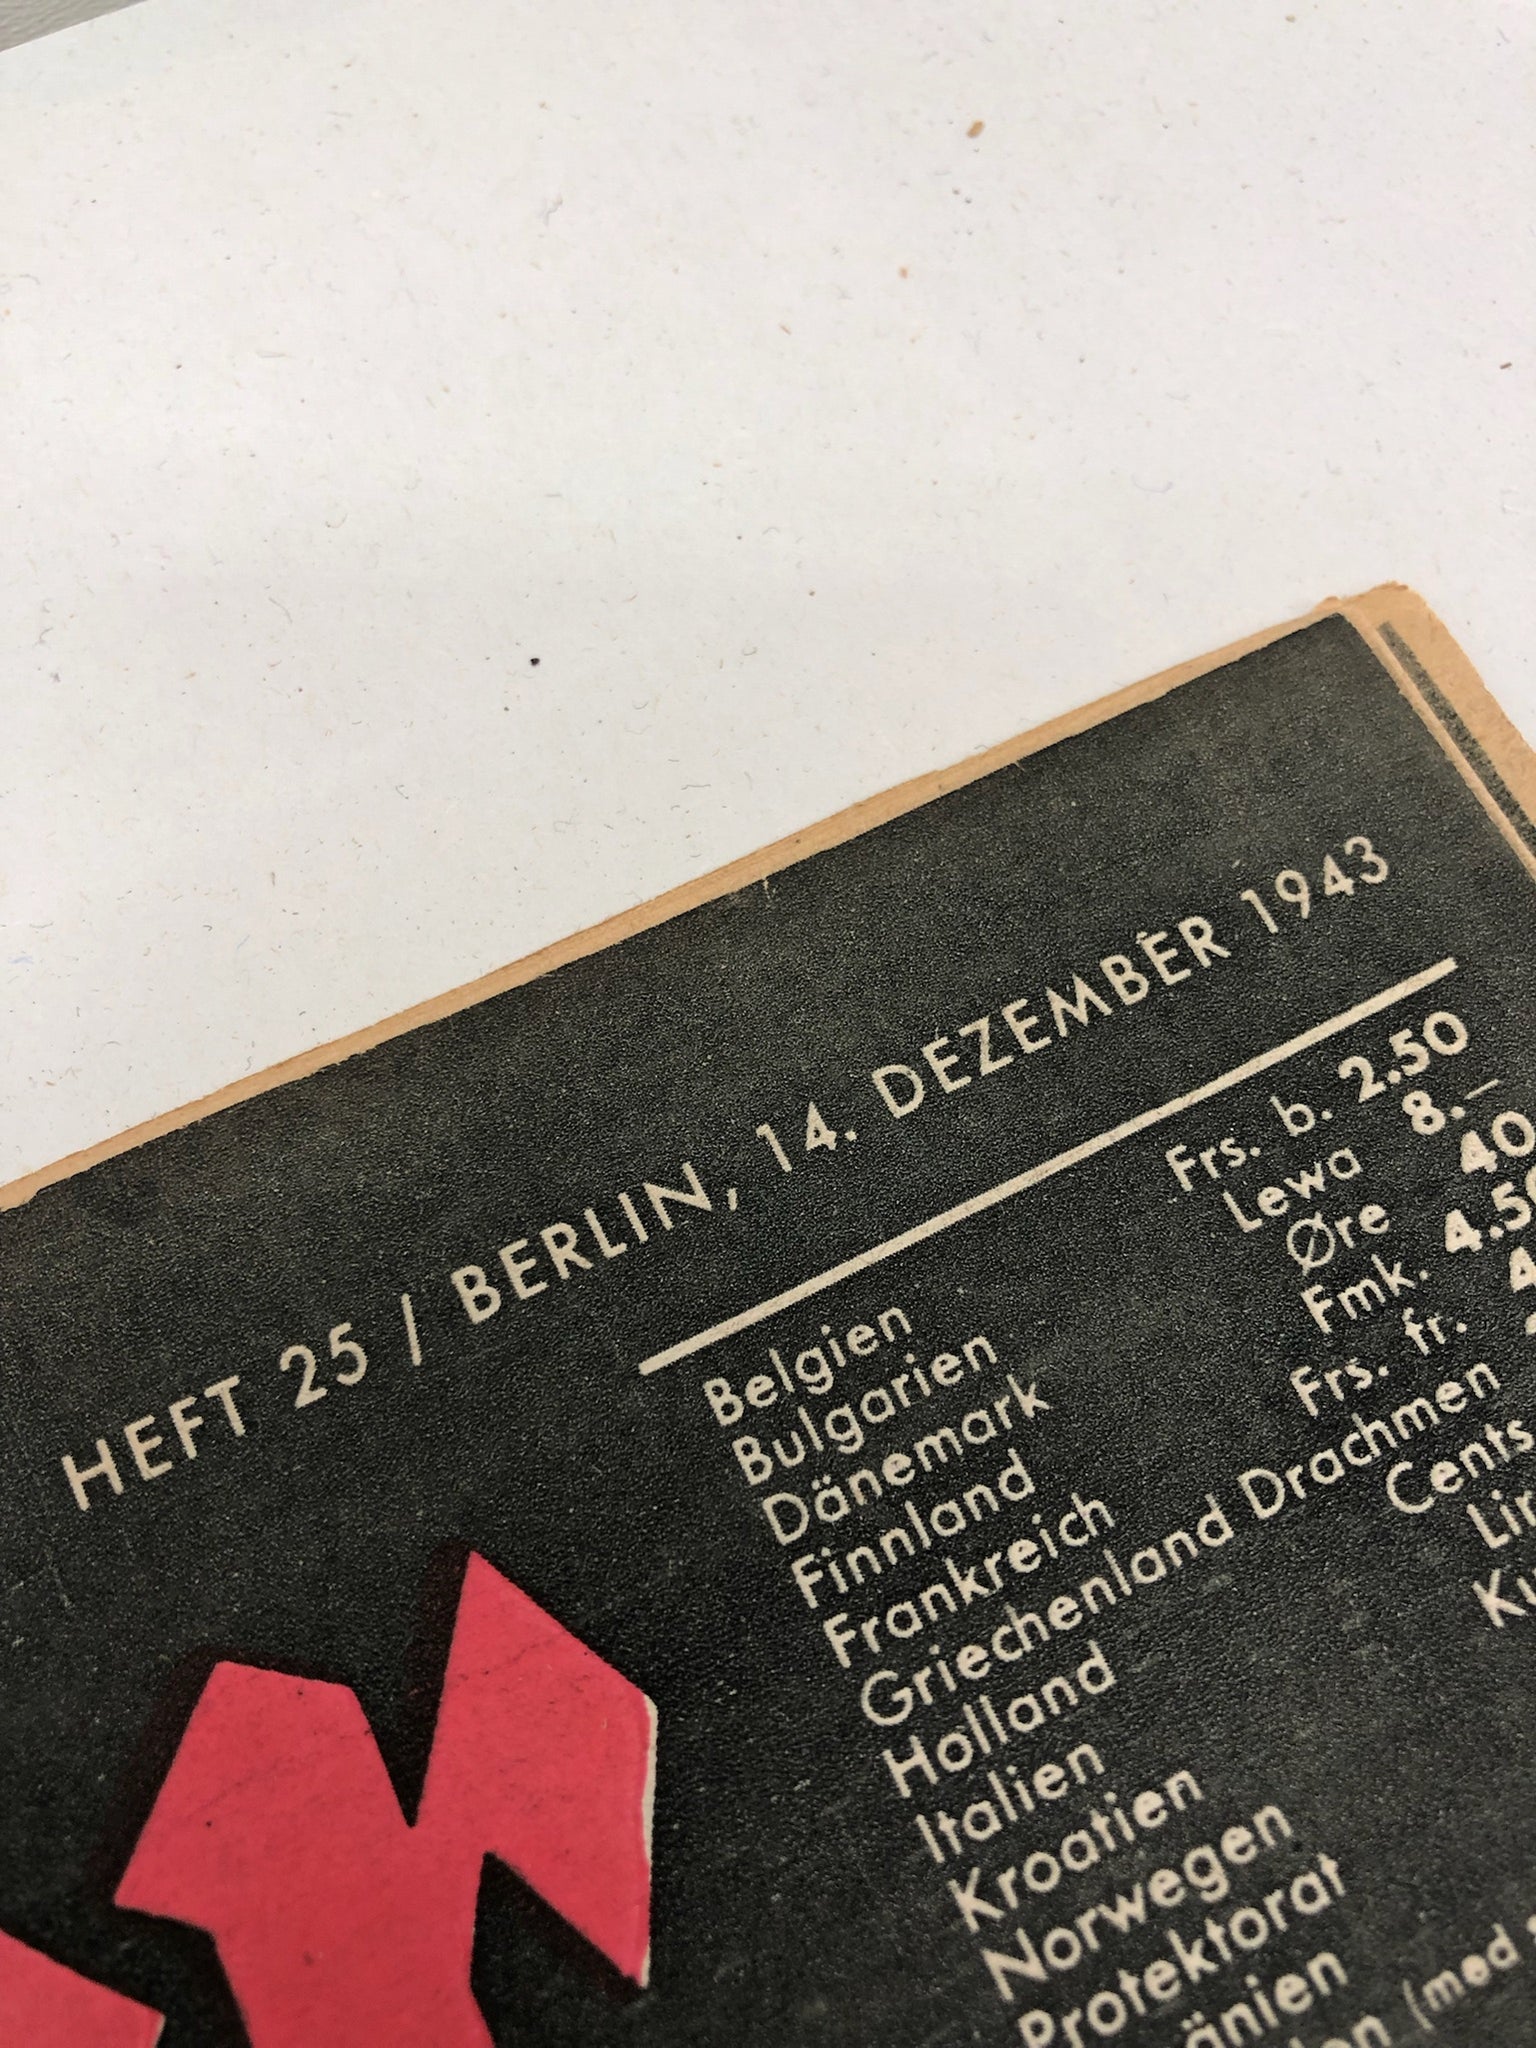 HEFT 25 / BERLIN, 14. DEZEMBER 1943
Belgien Frs. b. 2.50
Bulgarien Lewa 8.—
Dänemark Øre 40
Finnland Fmk. 4.50
Frankreich Frs. fr. 4
Griechenland Drachmen
Holland Cents
Italien
Kroatien
Norwegen
Protektorat